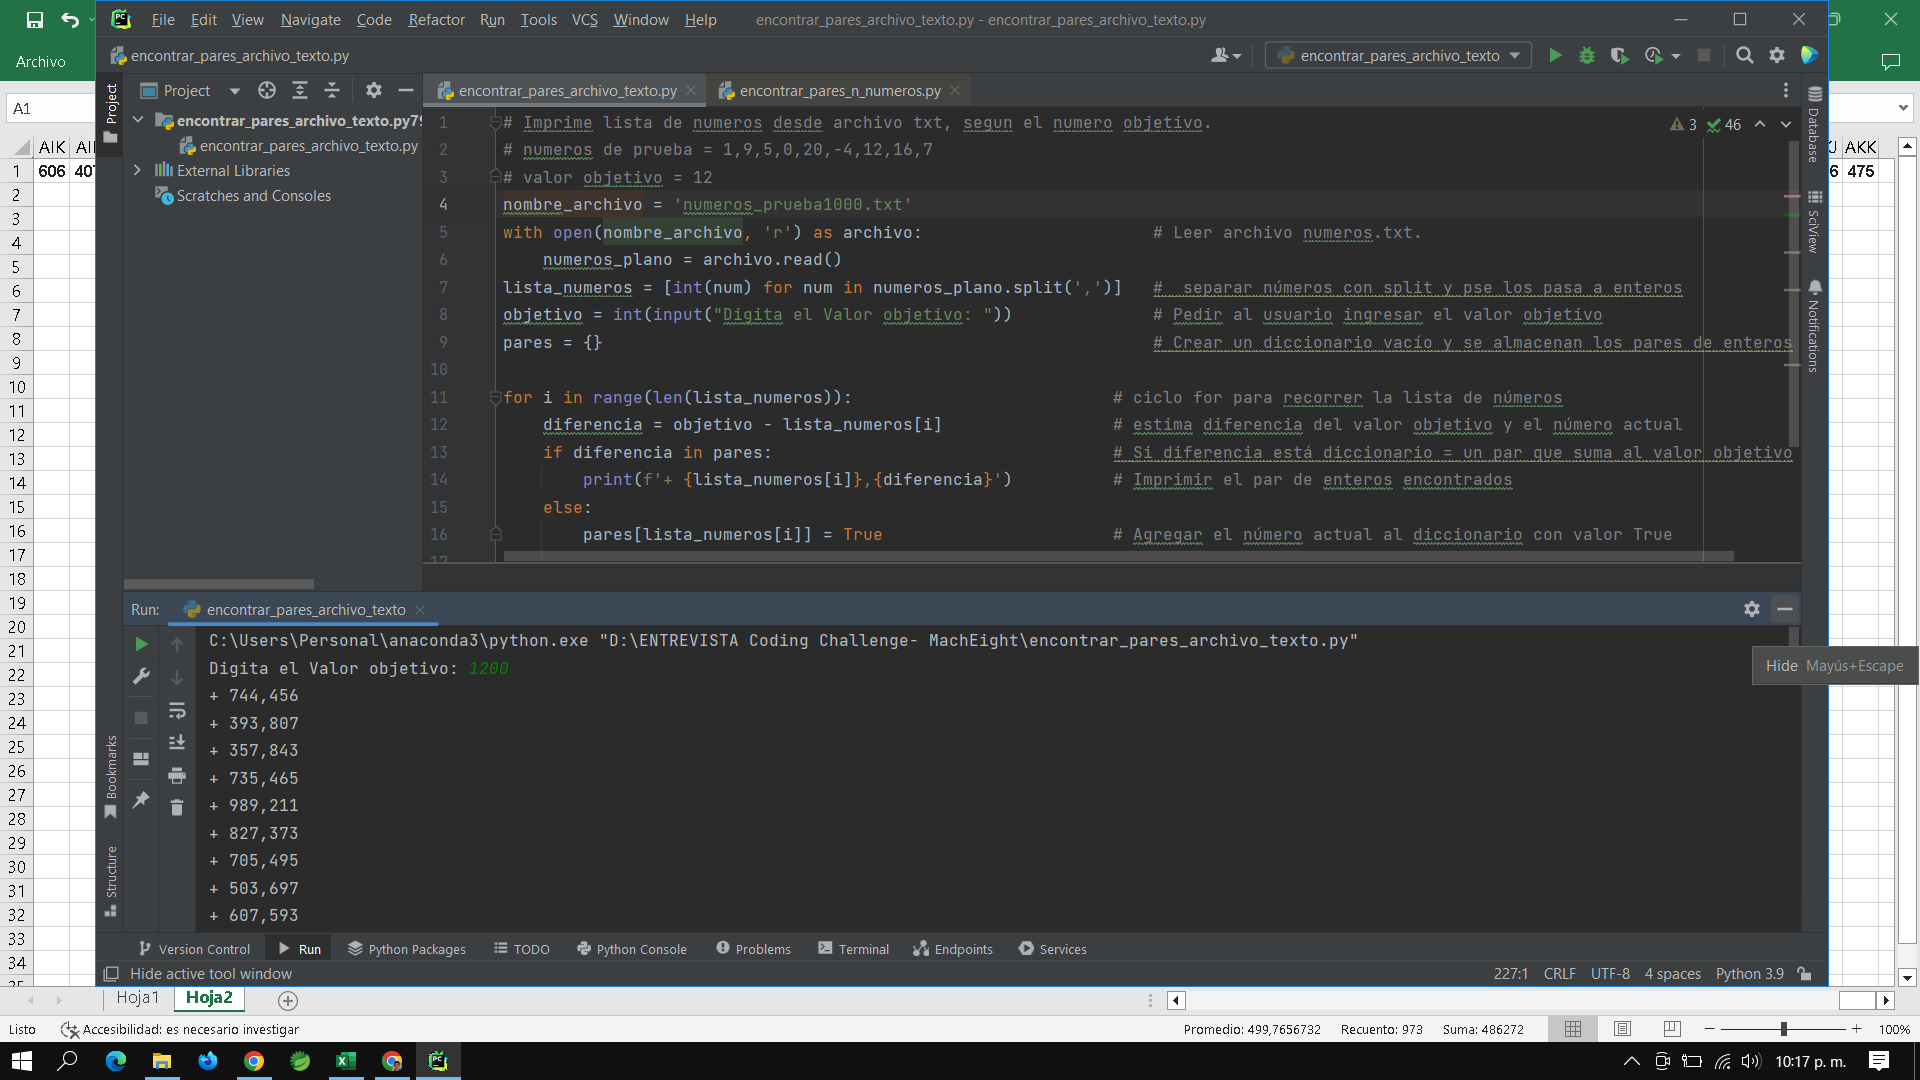 File Edit View Navigate Code Refactor Run Tools VCS Window Help encontrar_pares_archivo_texto.py - encontrar_pares_archivo_texto.py
Archivo
encontrar_pares_archivo_texto.py
encontrar_pares_archivo_texto
A1
Project
Project
encontrar_pares_archivo_texto.py
encontrar_pares_n_numeros.py
encontrar_pares_archivo_texto.py79
encontrar_pares_archivo_texto.py
External Libraries
Scratches and Consoles
3 46
AIK AIL
AKK
1 606 407
6 475
1 # Imprime lista de numeros desde archivo txt, segun el numero objetivo.
2 # numeros de prueba = 1,9,5,0,20,-4,12,16,7
3 # valor objetivo = 12
4 nombre_archivo = 'numeros_prueba1000.txt'
5 with open(nombre_archivo, 'r') as archivo: # Leer archivo numeros.txt.
6 numeros_plano = archivo.read()
7 lista_numeros = [int(num) for num in numeros_plano.split(',')] # separar números con split y pse los pasa a enteros
8 objetivo = int(input("Digita el Valor objetivo: ")) # Pedir al usuario ingresar el valor objetivo
9 pares = {} # Crear un diccionario vacío y se almacenan los pares de enteros
10
11 for i in range(len(lista_numeros)): # ciclo for para recorrer la lista de números
12 diferencia = objetivo - lista_numeros[i] # estima diferencia del valor objetivo y el número actual
13 if diferencia in pares: # Si diferencia está diccionario = un par que suma al valor objetivo
14 print(f'+ {lista_numeros[i]},{diferencia}') # Imprimir el par de enteros encontrados
15 else:
16 pares[lista_numeros[i]] = True # Agregar el número actual al diccionario con valor True
17
Database
SciView
Notifications
Bookmarks
Structure
2
3
4
5
6
7
8
9
10
11
12
13
14
15
16
17
18
19
20
21
22
23
24
25
26
27
28
29
30
31
32
33
34
35
Run: encontrar_pares_archivo_texto
C:\Users\Personal\anaconda3\python.exe "D:\ENTREVISTA Coding Challenge- MachEight\encontrar_pares_archivo_texto.py"
Digita el Valor objetivo: 1200
+ 744,456
+ 393,807
+ 357,843
+ 735,465
+ 989,211
+ 827,373
+ 705,495
+ 503,697
+ 607,593
Hide Mayús+Escape
Version Control Run Python Packages TODO Python Console Problems Terminal Endpoints Services
Hide active tool window
227:1 CRLF UTF-8 4 spaces Python 3.9
Hoja1 Hoja2
Listo Accesibilidad: es necesario investigar
Promedio: 499,7656732 Recuento: 973 Suma: 486272
100%
10:17 p. m.